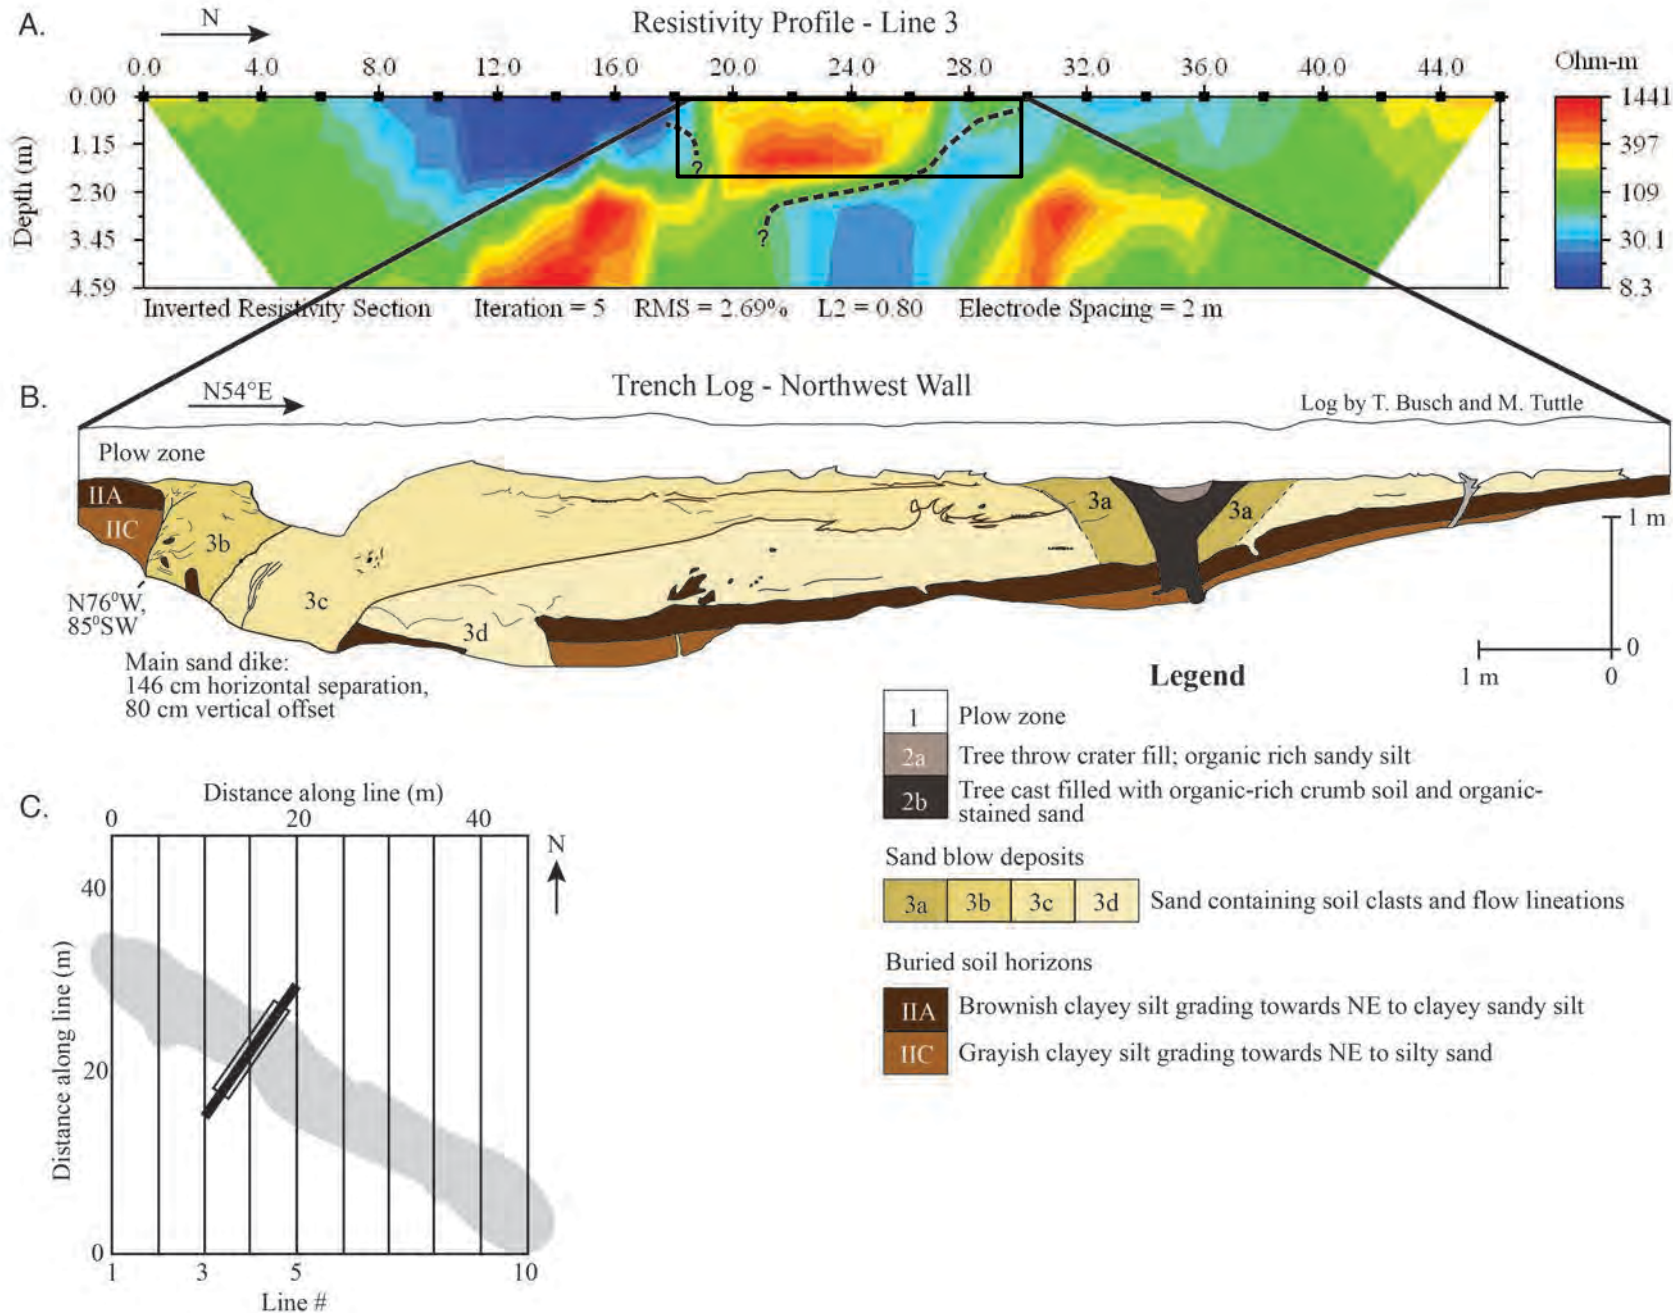 A.
Resistivity Profile - Line 3
N
0.0 4.0 8.0 12.0 16.0 20.0 24.0 28.0 32.0 36.0 40.0 44.0
Ohm-m
Depth (m)
0.00
1.15
2.30
3.45
4.59
?
?
1441
397
109
30.1
8.3
Inverted Resistivity Section Iteration = 5 RMS = 2.69% L2 = 0.80 Electrode Spacing = 2 m
B.
N54°E
Trench Log - Northwest Wall
Log by T. Busch and M. Tuttle
Plow zone
IIA
IIC
3b
3c
3d
3a
3a
N76°W,
85°SW
Main sand dike:
146 cm horizontal separation,
80 cm vertical offset
1 m
0
1 m 0
Legend
1 Plow zone
2a Tree throw crater fill; organic rich sandy silt
2b Tree cast filled with organic-rich crumb soil and organic-
stained sand
Sand blow deposits
3a 3b 3c 3d Sand containing soil clasts and flow lineations
Buried soil horizons
IIA Brownish clayey silt grading towards NE to clayey sandy silt
IIC Grayish clayey silt grading towards NE to silty sand
C.
Distance along line (m)
0 20 40
N
Distance along line (m)
40
20
0
1 3 5 10
Line #